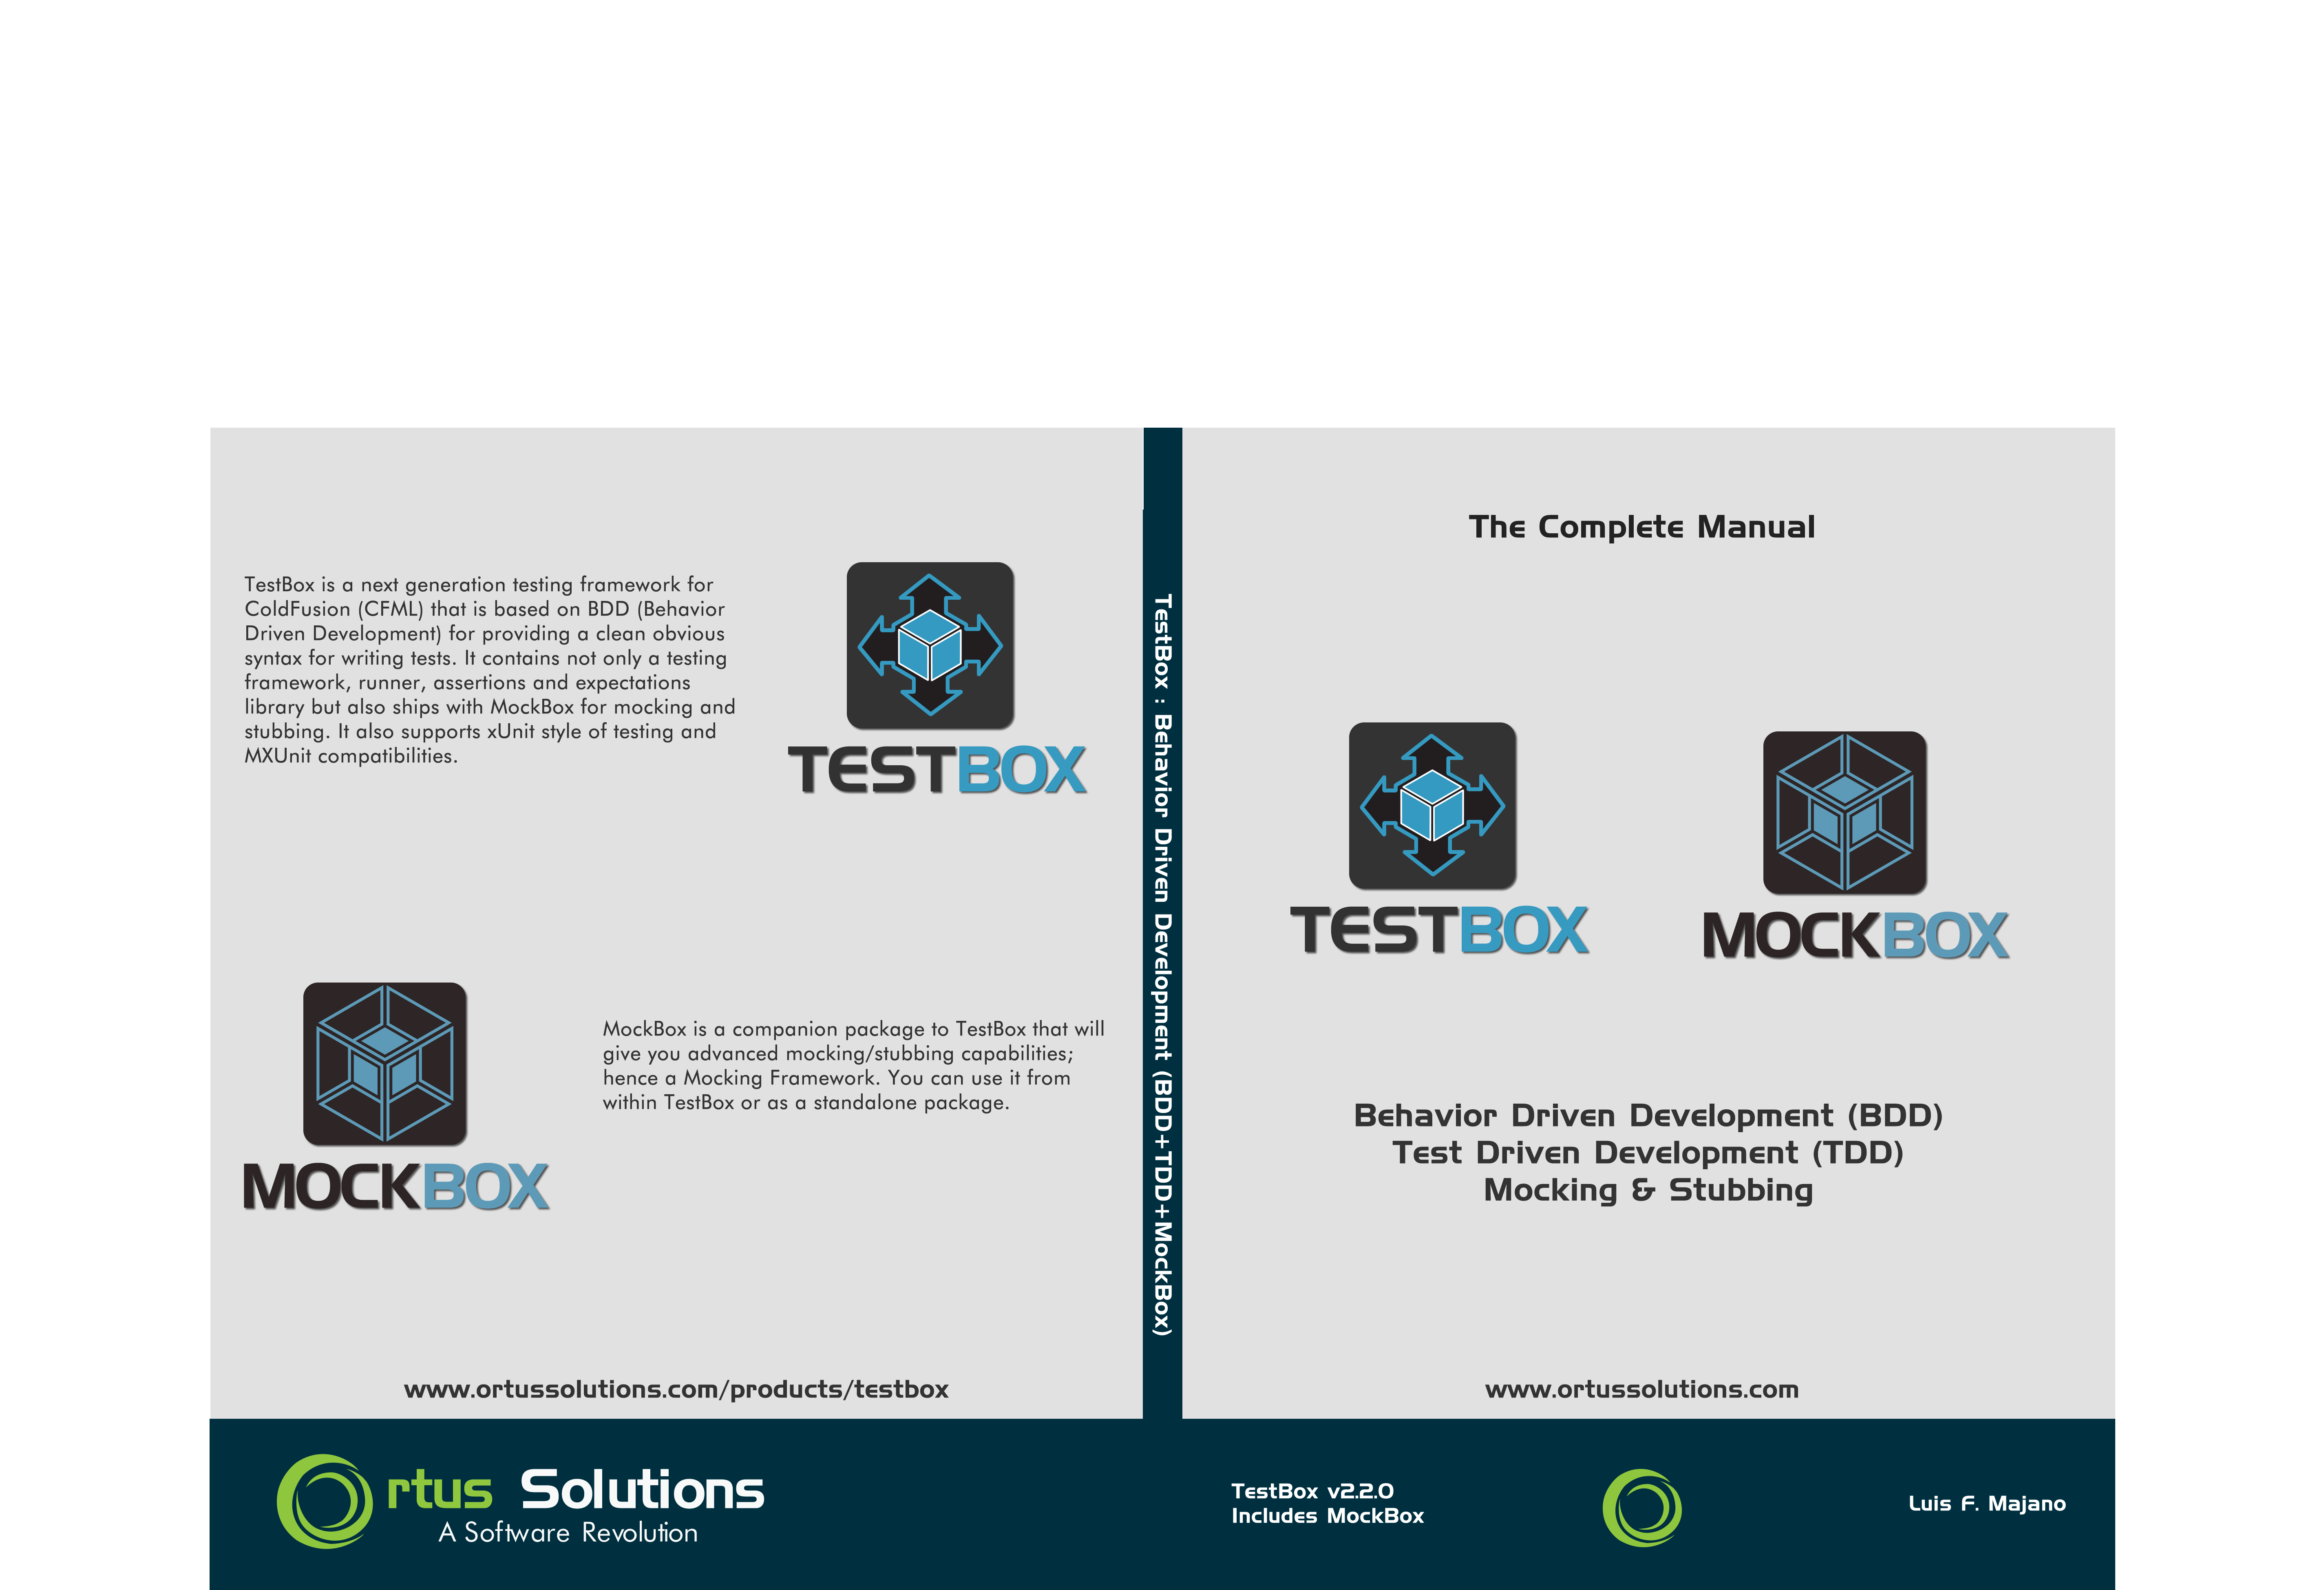 TestBox is a next generation testing framework for
ColdFusion (CFML) that is based on BDD (Behavior
Driven Development) for providing a clean obvious
syntax for writing tests. It contains not only a testing
framework, runner, assertions and expectations
library but also ships with MockBox for mocking and
stubbing. It also supports xUnit style of testing and
MXUnit compatibilities.
TESTBOX
MOCKBOX
MockBox is a companion package to TestBox that will
give you advanced mocking/stubbing capabilities;
hence a Mocking Framework. You can use it from
within TestBox or as a standalone package.
www.ortussolutions.com/products/testbox
Ortus Solutions
A Software Revolution
TestBox : Behavior Driven Development (BDD+TDD+MockBox)
The Complete Manual
TESTBOX
MOCKBOX
Behavior Driven Development (BDD)
Test Driven Development (TDD)
Mocking & Stubbing
www.ortussolutions.com
TestBox v2.2.0
Includes MockBox
Luis F. Majano